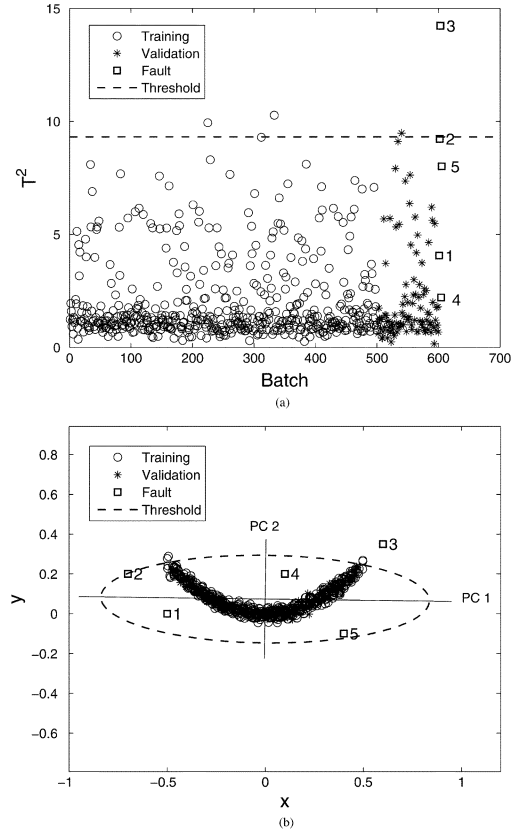 15
3
Training
Validation
Fault
Threshold
10
2
5
T²
5
1
4
0
0 100 200 300 400 500 600 700
Batch
(a)
0.8
Training
Validation
Fault
Threshold
0.6
PC 2
0.4
3
0.2
2
4
y
PC 1
0
1
5
−0.2
−0.4
−0.6
−1 −0.5 0 0.5 1
x
(b)